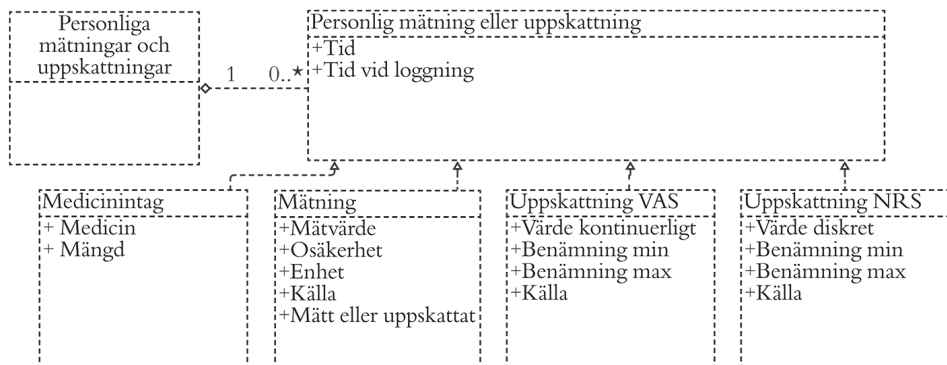 Personliga
mätningar och
uppskattningar
1 0..★
Personlig mätning eller uppskattning
+Tid
+Tid vid loggning
Medicinintag
+ Medicin
+ Mängd
Mätning
+Mätvärde
+Osäkerhet
+Enhet
+Källa
+Mätt eller uppskattat
Uppskattning VAS
+Värde kontinuerligt
+Benämning min
+Benämning max
+Källa
Uppskattning NRS
+Värde diskret
+Benämning min
+Benämning max
+Källa